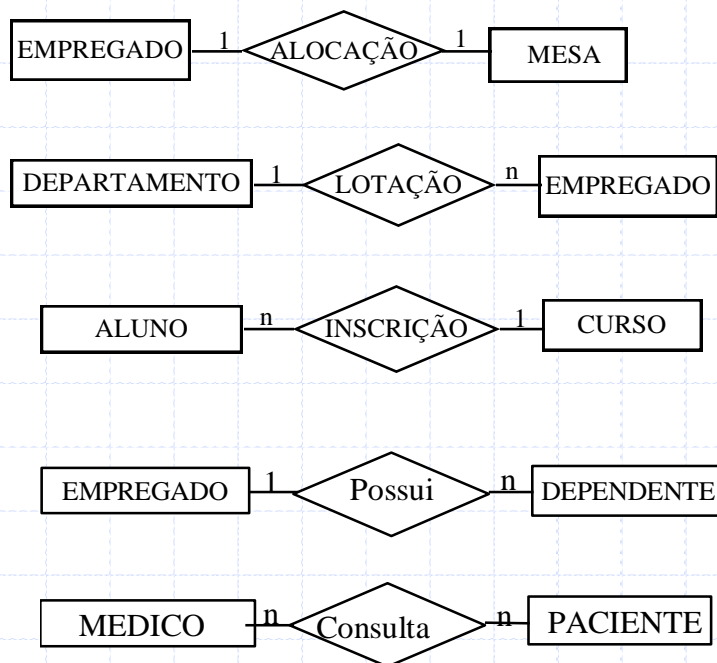 EMPREGADO 1 ALOCAÇÃO 1 MESA
DEPARTAMENTO 1 LOTAÇÃO n EMPREGADO
ALUNO n INSCRIÇÃO 1 CURSO
EMPREGADO 1 Possui n DEPENDENTE
MEDICO n Consulta n PACIENTE